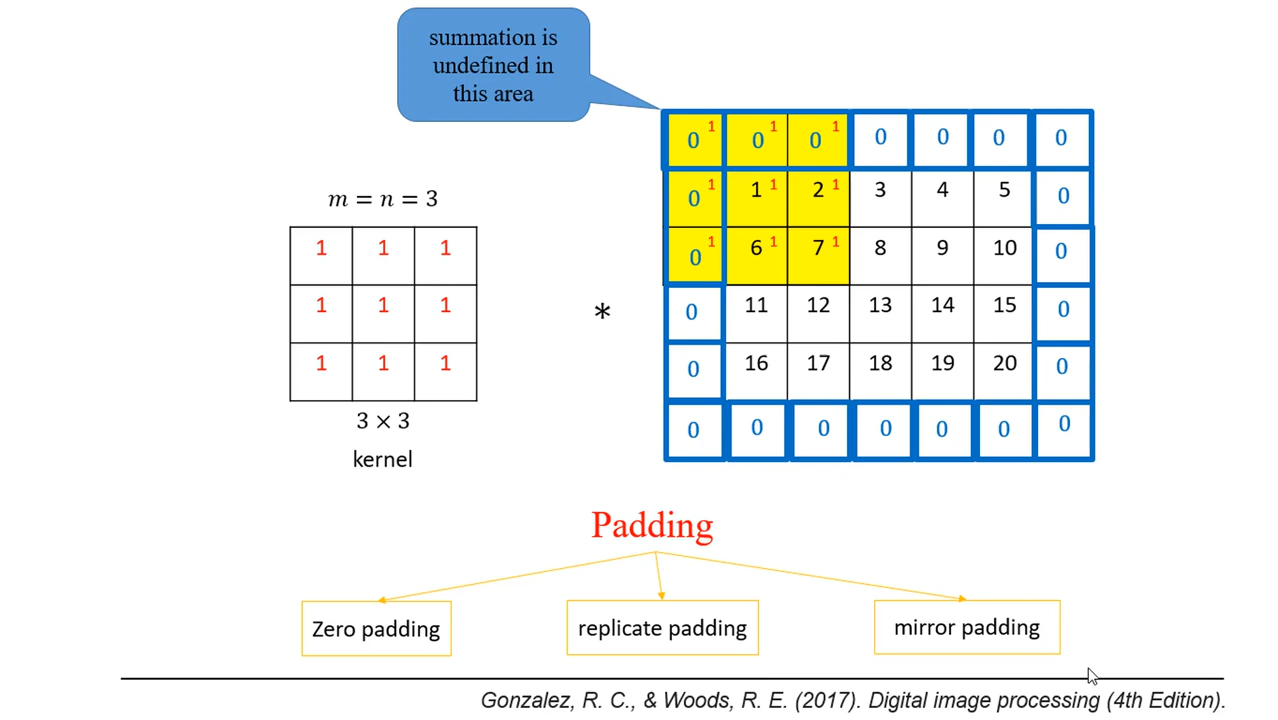 summation is
undefined in
this area
m = n = 3
1 1 1
1 1 1
1 1 1
3 × 3
kernel
*
0 1 0 1 0 1 0 0 0 0
0 1 1 1 2 1 3 4 5 0
0 1 6 1 7 1 8 9 10 0
0 11 12 13 14 15 0
0 16 17 18 19 20 0
0 0 0 0 0 0 0
Padding
Zero padding
replicate padding
mirror padding
Gonzalez, R. C., & Woods, R. E. (2017). Digital image processing (4th Edition).